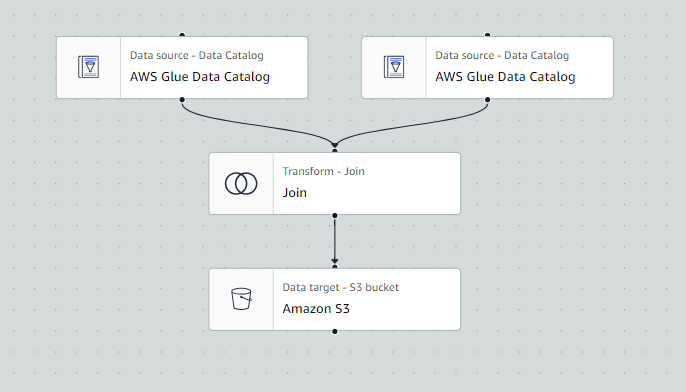 Data source - Data Catalog
AWS Glue Data Catalog
Data source - Data Catalog
AWS Glue Data Catalog
Transform - Join
Join
Data target - S3 bucket
Amazon S3